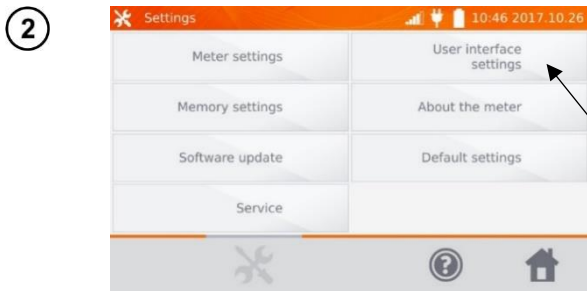 2
Settings
10:46 2017.10.26
Meter settings
User interface
settings
Memory settings
About the meter
Software update
Default settings
Service
?